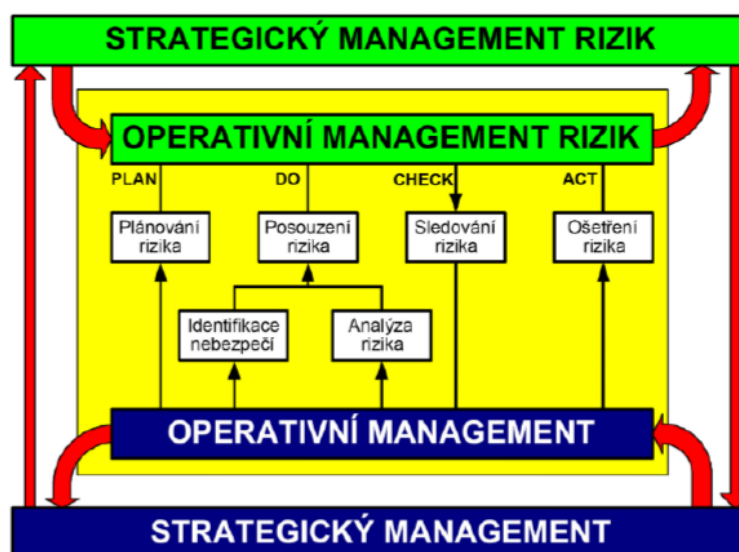 STRATEGICKÝ MANAGEMENT RIZIK
OPERATIVNÍ MANAGEMENT RIZIK
PLAN
DO
CHECK
ACT
Plánování
rizika
Posouzení
rizika
Sledování
rizika
Ošetření
rizika
Identifikace
nebezpečí
Analýza
rizika
OPERATIVNÍ MANAGEMENT
STRATEGICKÝ MANAGEMENT